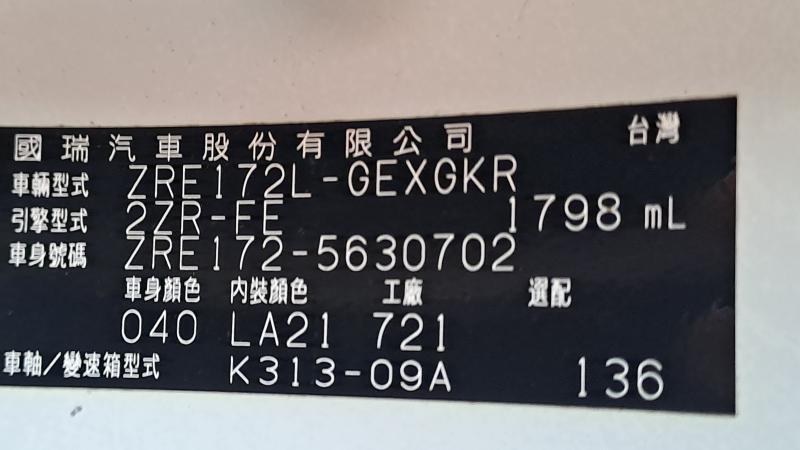 國瑞汽車股份有限公司 台灣
車輛型式 ZRE172L-GEXGKR
引擎型式 2ZR-FE 1798 mL
車身號碼 ZRE172-5630702
車身顏色 內裝顏色 工廠 選配
040 LA21 721
車軸/變速箱型式 K313-09A 136